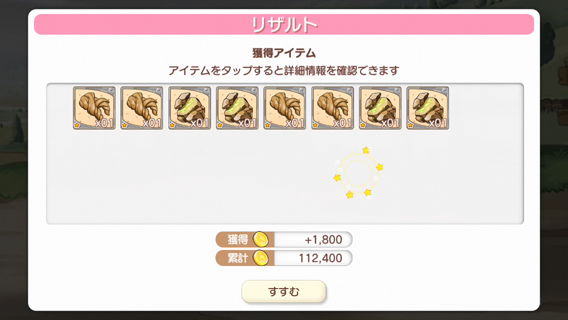 リザルト
獲得アイテム
アイテムをタップすると詳細情報を確認できます
x01 x01 x01 x01 x01 x01 x01 x01
獲得 +1,800
累計 112,400
すすむ